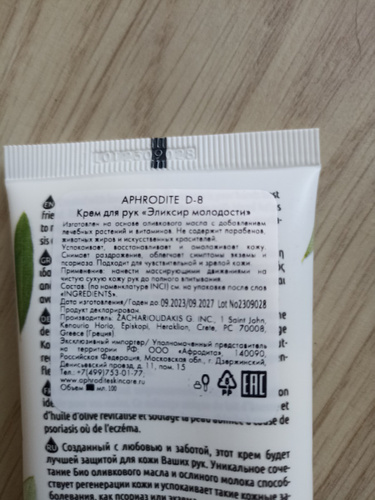 APHRODITE D-8
Крем для рук «Эликсир молодости»
Изготовлен на основе оливкового масла с добавлением
лечебных растений и витаминов. Не содержит парабенов,
животных жиров и искусственных красителей.
Успокаивает, восстанавливает и омолаживает кожу.
Снимает раздражение, облегчает симптомы экземы и
псориаза. Подходит для чувствительной и зрелой кожи.
Применение: нанести массирующими движениями на
чистую сухую кожу рук до полного впитывания.
Состав (по номенклатуре INCI) см. на упаковке после слов
«INGREDIENTS».
Дата изготовления/Годен до 09.2023/09.2027 Lot No2309028
Продукт декларирован.
Производитель: ZACHARIOUDAKIS G. INC., 1 Saint John,
Kenourio Horio, Episkopi, Heraklion, Crete, PC 70008,
Greece (Греция).
Эксклюзивный импортёр/ Уполномоченный представитель
на территории РФ: ООО «Афродита», 140090,
Российская Федерация, Московская обл., г. Дзержинский,
Денисьевский проезд, д. 11, пом. 15
Тел. +7(499)753-01-77;
www.aphroditeskincare.ru
Объем мл. 100
EAC
EN
GR
DE
FR
d'huile d'olive revitalise et soulage la peau
psoriasis où de l'eczéma.
RU Созданный с любовью и заботой, этот крем будет
лучшей защитой для кожи Ваших рук. Уникальное соче-
тание Био оливкового масла и ослиного молока способ-
ствует регенерации кожи и успокаивает такие кожные за-
болевания, как псориаз или экзема